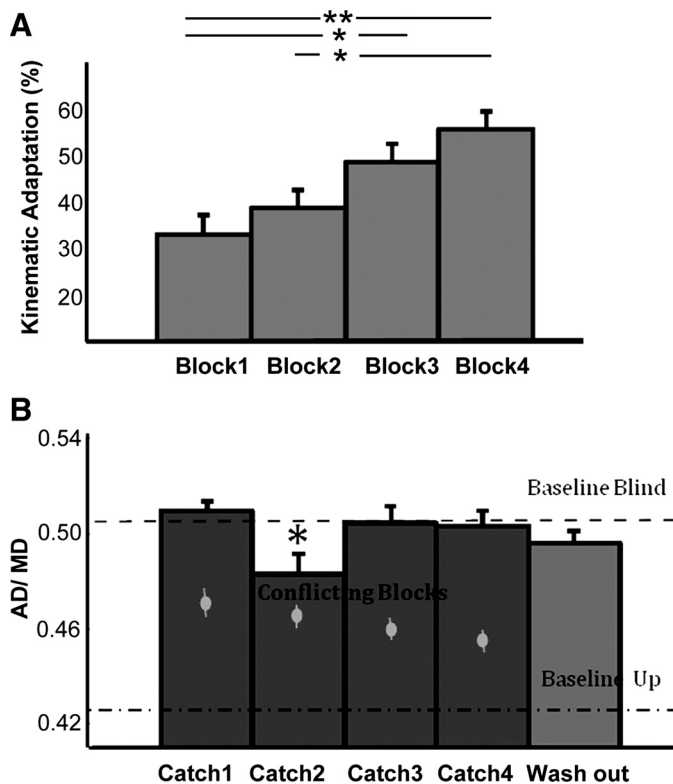 A
**
*
*
Kinematic Adaptation (%)
60
50
40
30
20
Block1 Block2 Block3 Block4
B
0.54
Baseline Blind
0.50
*
AD/ MD
Conflicting Blocks
0.46
Baseline Up
0.42
Catch1 Catch2 Catch3 Catch4 Wash out